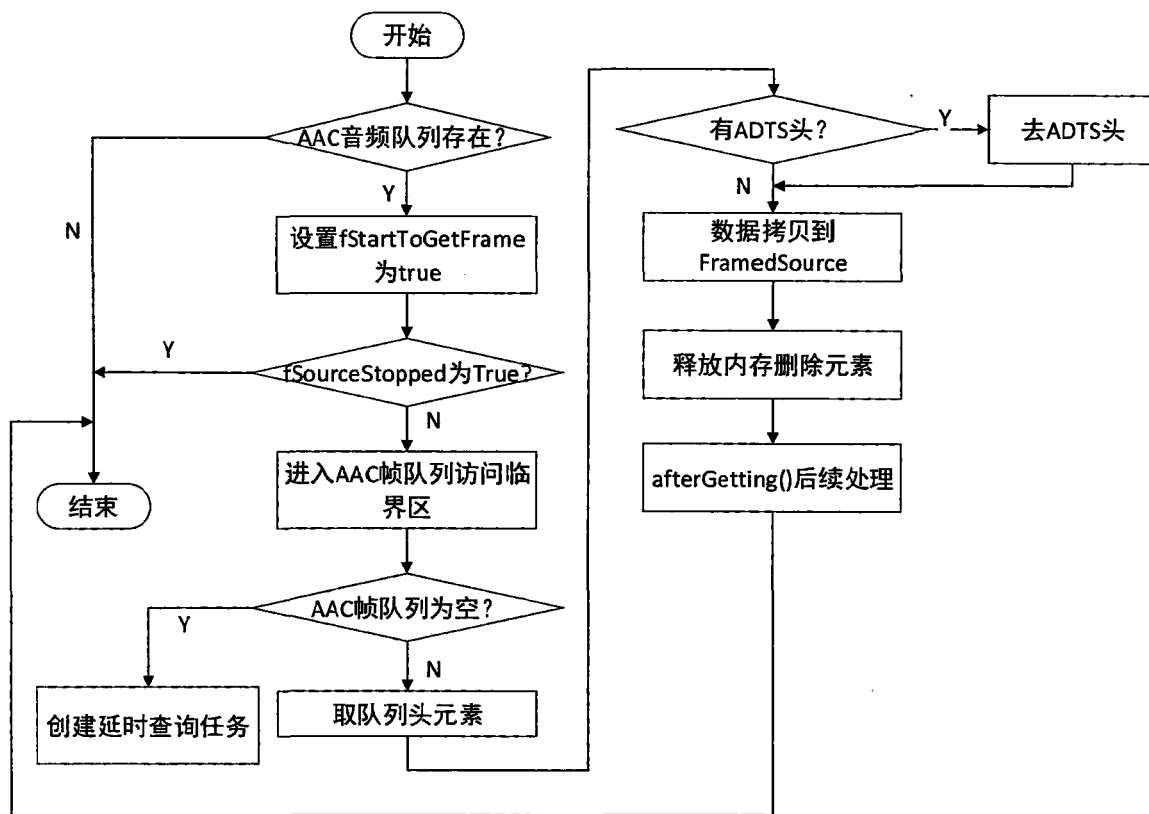 开始
AAC音频队列存在?
N
Y
设置fStartToGetFrame
为true
Y
fSourceStopped为True?
N
进入AAC帧队列访问临
界区
结束
AAC帧队列为空?
Y
N
创建延时查询任务
取队列头元素
有ADTS头?
Y
去ADTS头
N
数据拷贝到
FramedSource
释放内存删除元素
afterGetting()后续处理